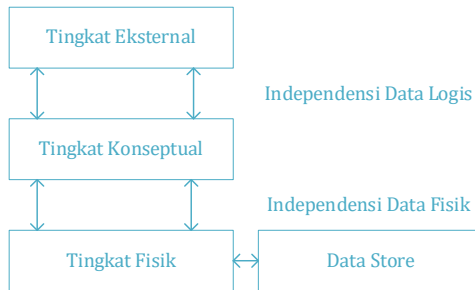 Tingkat Eksternal
Independensi Data Logis
Tingkat Konseptual
Independensi Data Fisik
Tingkat Fisik
Data Store